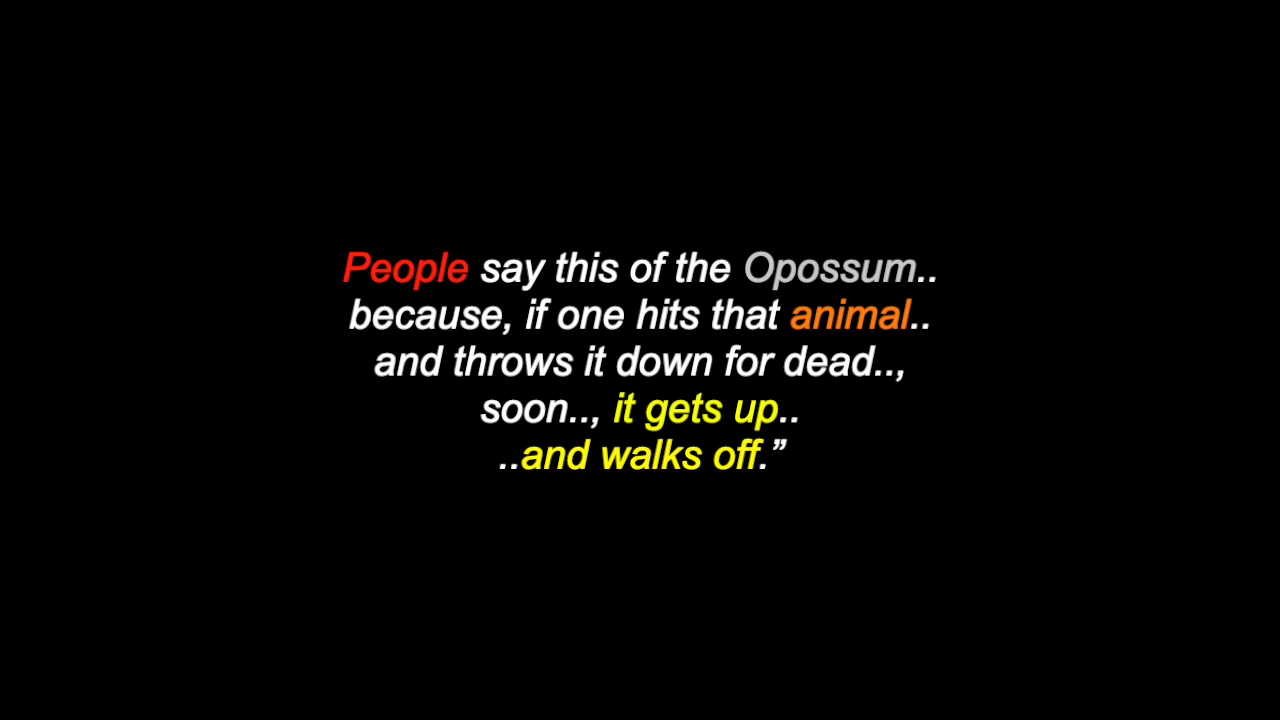 People say this of the Opossum..
because, if one hits that animal..
and throws it down for dead..,
soon.., it gets up..
..and walks off.”